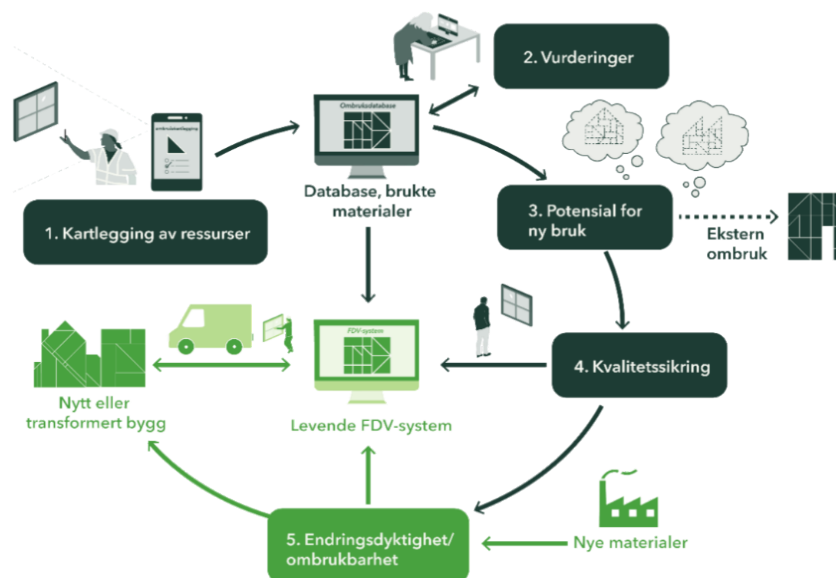 2. Vurderinger
ombrukskartlegging
Ombruksdatabase
Database, brukte
materialer
1. Kartlegging av ressurser
3. Potensial for
ny bruk
Ekstern
ombruk
FDV-system
4. Kvalitetssikring
Nytt eller
transformert bygg
Levende FDV-system
5. Endringsdyktighet/
ombrukbarhet
Nye materialer